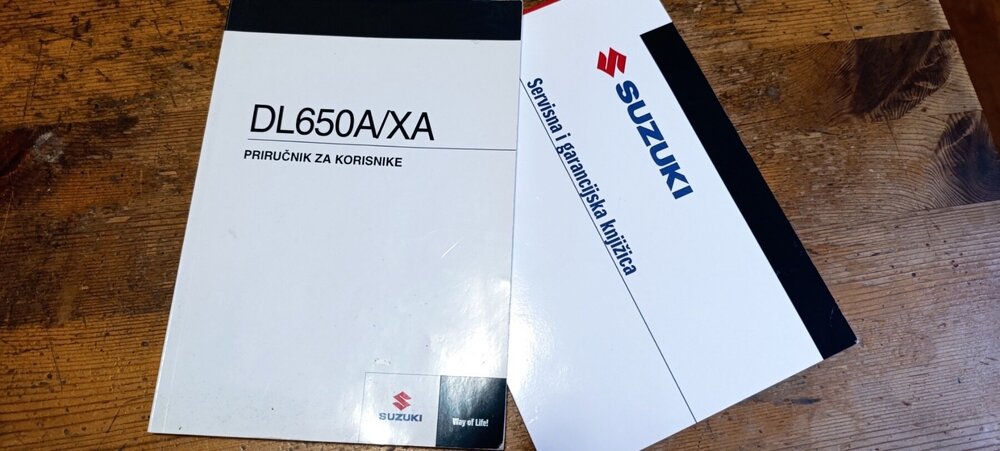 DL650A/XA
PRIRUČNIK ZA KORISNIKE
SUZUKI
Way of Life!
SUZUKI
Servisna i garancijska knjižica